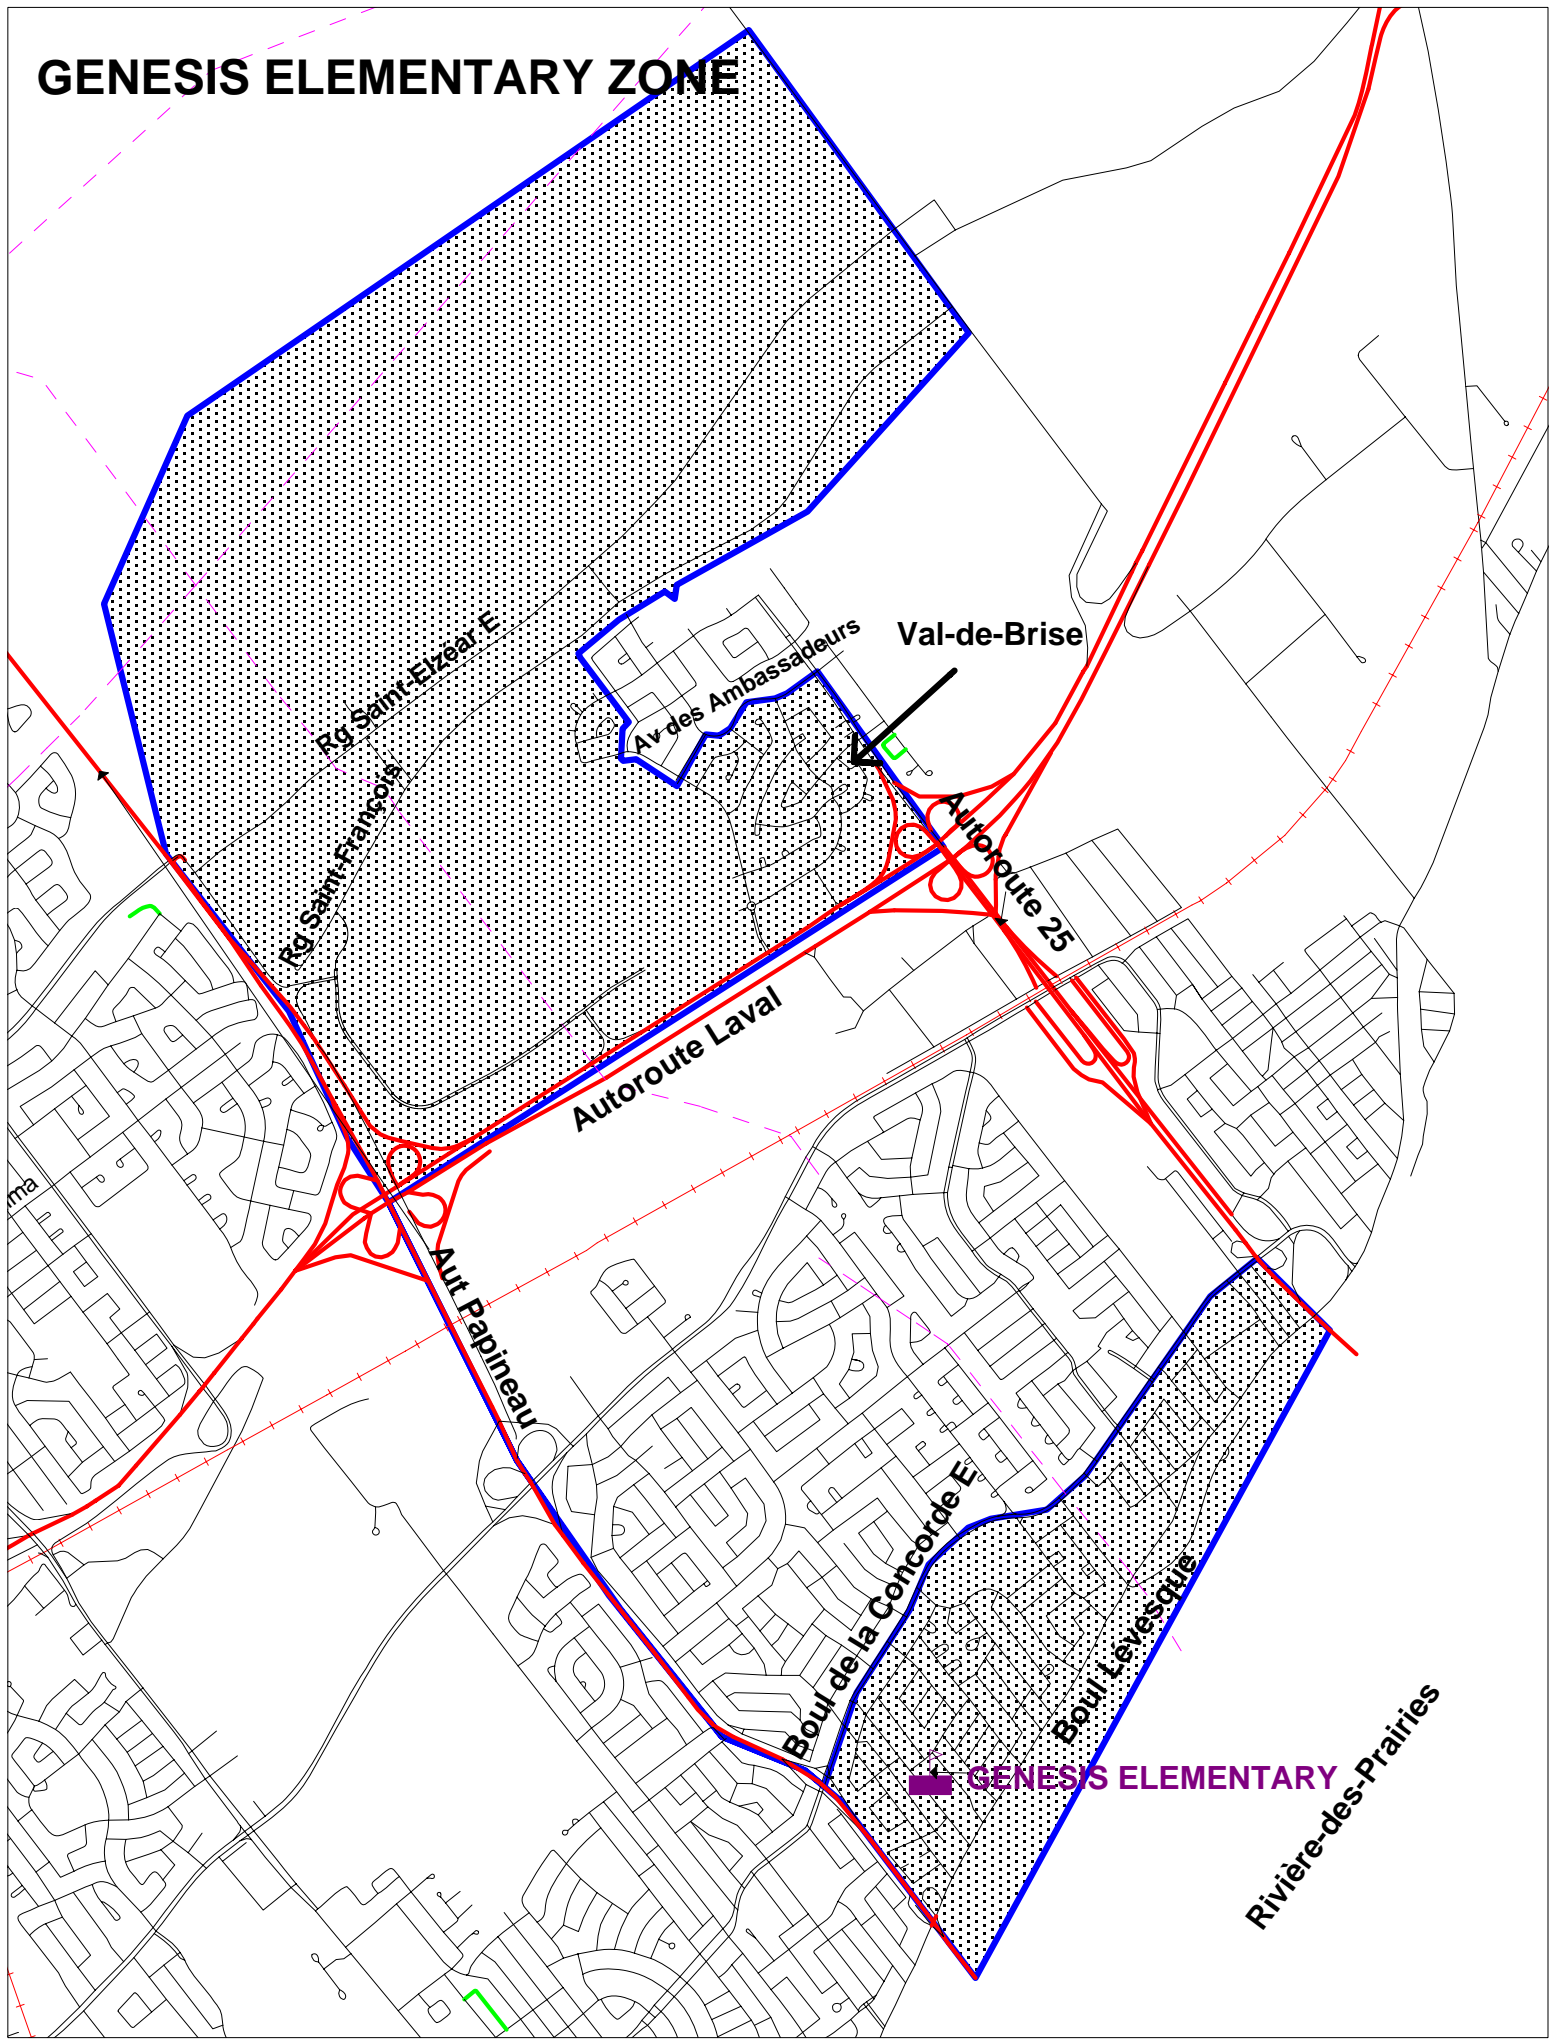 GENESIS ELEMENTARY ZONE
Val-de-Brise
Rg Saint-Elzéar E
Av des Ambassadeurs
Rg Saint-François
Autoroute 25
Autoroute Laval
ma
Aut Papineau
Boul de la Concorde E
Boul Lévesque
GENESIS ELEMENTARY
Rivière-des-Prairies